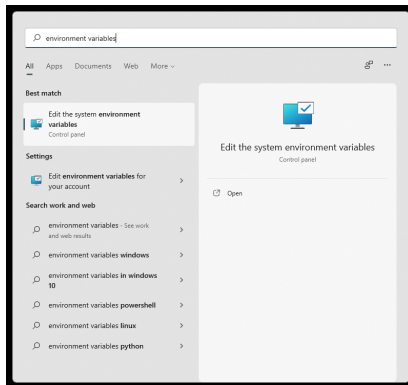 environment variables
All Apps Documents Web More
Best match
Edit the system environment
variables
Control panel
Settings
Edit environment variables for
your account
Search work and web
environment variables - See work
and web results
environment variables windows
environment variables in windows
10
environment variables powershell
environment variables linux
environment variables python
Edit the system environment variables
Control panel
Open